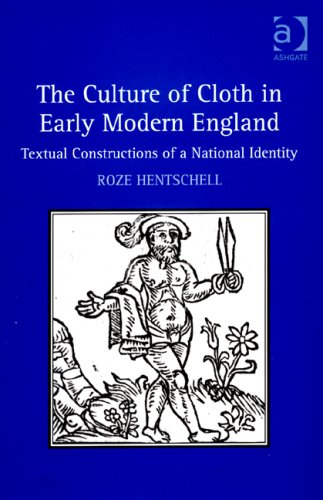 a
ASHGATE
The Culture of Cloth in
Early Modern England
Textual Constructions of a National Identity
ROZE HENTSCHELL